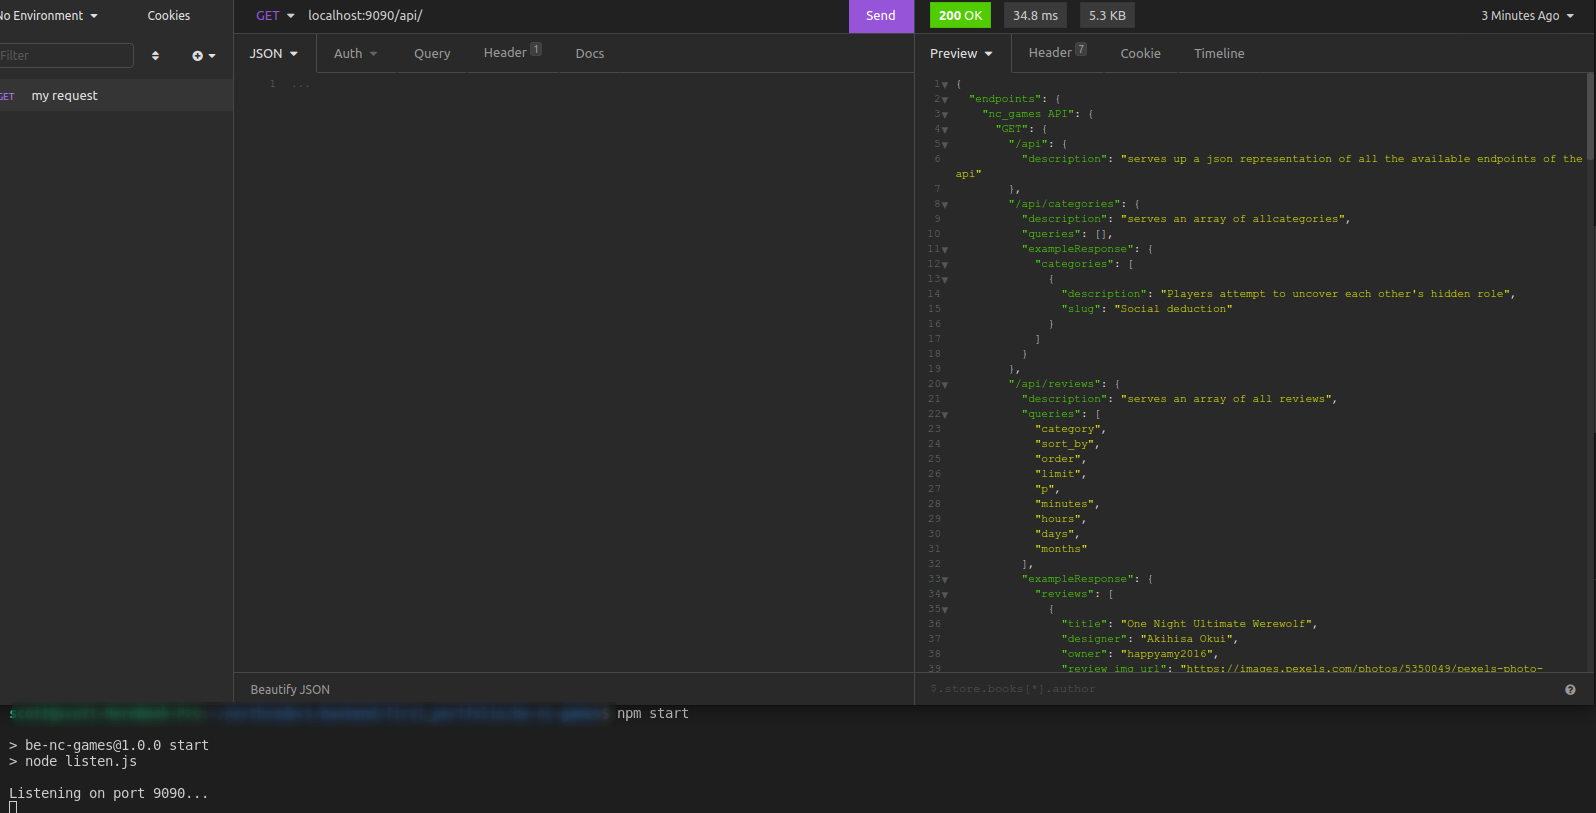 No Environment
Cookies
GET
localhost:9090/api/
Send
200 OK
34.8 ms
5.3 KB
3 Minutes Ago
Filter
JSON
Auth
Query
Header 1
Docs
Preview
Header 7
Cookie
Timeline
GET my request
1 ...
1 {
2 "endpoints": {
3 "nc_games API": {
4 "GET": {
5 "/api": {
6 "description": "serves up a json representation of all the available endpoints of the
api"
7 },
8 "/api/categories": {
9 "description": "serves an array of allcategories",
10 "queries": [],
11 "exampleResponse": {
12 "categories": [
13 {
14 "description": "Players attempt to uncover each other's hidden role",
15 "slug": "Social deduction"
16 }
17 ]
18 }
19 },
20 "/api/reviews": {
21 "description": "serves an array of all reviews",
22 "queries": [
23 "category",
24 "sort_by",
25 "order",
26 "limit",
27 "p",
28 "minutes",
29 "hours",
30 "days",
31 "months"
32 ],
33 "exampleResponse": {
34 "reviews": [
35 {
36 "title": "One Night Ultimate Werewolf",
37 "designer": "Akihisa Okui",
38 "owner": "happyamy2016",
39 "review_img_url": "https://images.pexels.com/photos/5350049/pexels-photo-
Beautify JSON
$.store.books[*].author
npm start
> be-nc-games@1.0.0 start
> node listen.js
Listening on port 9090...